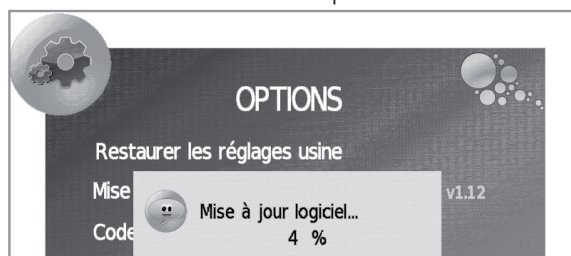 OPTIONS
Restaurer les réglages usine
Mise v1.12
Mise à jour logiciel...
Code
4 %